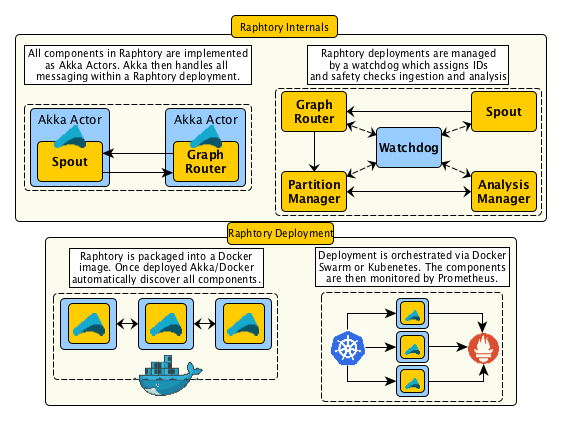 Raphtory Internals
All components in Raphtory are implemented
as Akka Actors. Akka then handles all
messaging within a Raphtory deployment.
Raphtory deployments are managed
by a watchdog which assigns IDs
and safety checks ingestion and analysis
Akka Actor
Akka Actor
Spout
Graph
Router
Graph
Router
Spout
Watchdog
Partition
Manager
Analysis
Manager
Raphtory Deployment
Raphtory is packaged into a Docker
image. Once deployed Akka/Docker
automatically discover all components.
Deployment is orchestrated via Docker
Swarm or Kubenetes. The components
are then monitored by Prometheus.